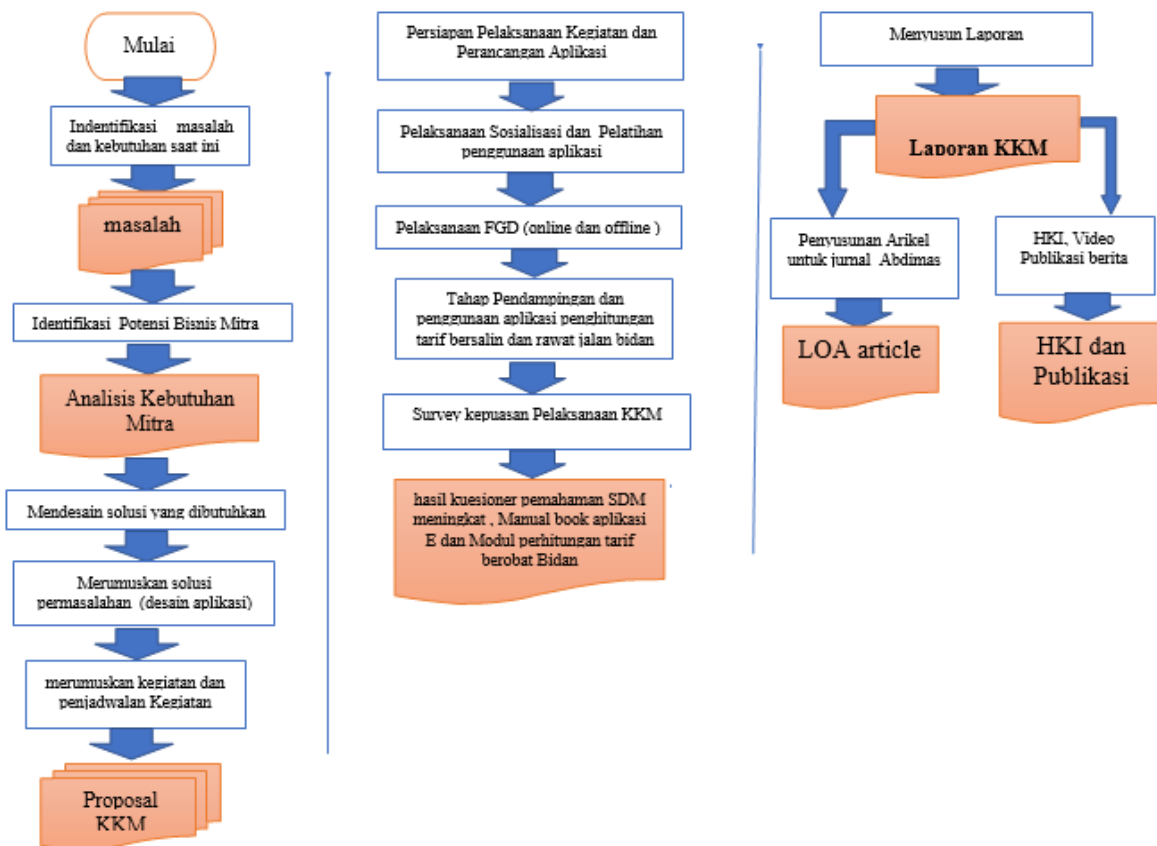 Mulai
Indentifikasi masalah
dan kebutuhan saat ini
masalah
Identifikasi Potensi Bisnis Mitra
Analisis Kebutuhan
Mitra
Mendesain solusi yang dibutuhkan
Merumuskan solusi
permasalahan (desain aplikasi)
merumuskan kegiatan dan
penjadwalan Kegiatan
Proposal
KKM
Persiapan Pelaksanaan Kegiatan dan
Perancangan Aplikasi
Pelaksanaan Sosialisasi dan Pelatihan
penggunaan aplikasi
Pelaksanaan FGD (online dan offline )
Tahap Pendampingan dan
penggunaan aplikasi penghitungan
tarif bersalin dan rawat jalan bidan
Survey kepuasan Pelaksanaan KKM
hasil kuesioner pemahaman SDM
meningkat , Manual book aplikasi
E dan Modul perhitungan tarif
berobat Bidan
Menyusun Laporan
Laporan KKM
Penyusunan Arikel
untuk jurnal Abdimas
LOA article
HKI, Video
Publikasi berita
HKI dan
Publikasi